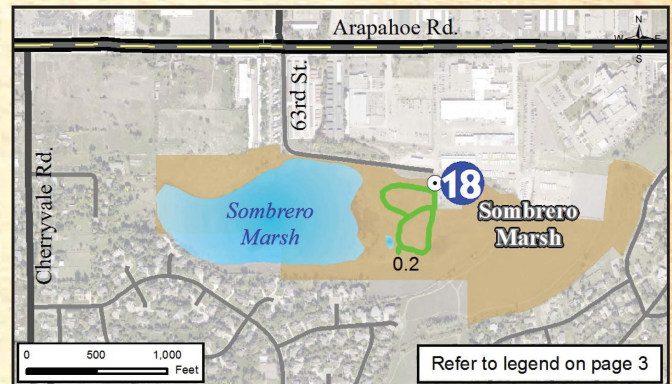 Arapahoe Rd.
N
W E
S
63rd St.
Cherryvale Rd.
18
Sombrero
Marsh
Sombrero
Marsh
0.2
0 500 1,000
Feet
Refer to legend on page 3